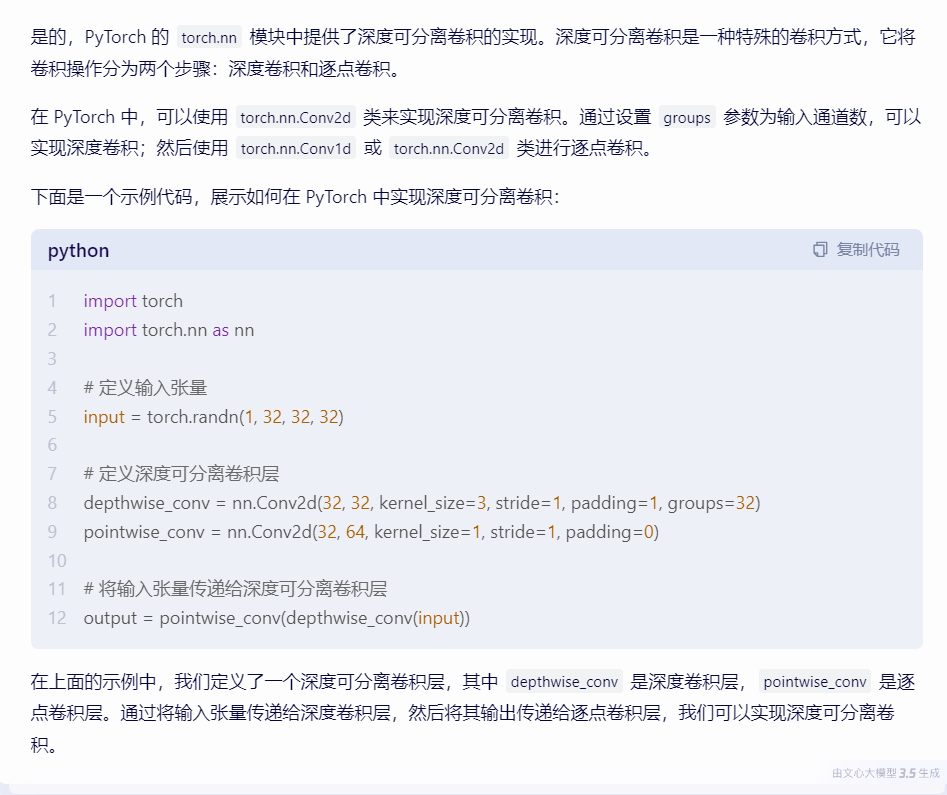 是的，PyTorch 的 torch.nn 模块中提供了深度可分离卷积的实现。深度可分离卷积是一种特殊的卷积方式，它将
卷积操作分为两个步骤：深度卷积和逐点卷积。
在 PyTorch 中，可以使用 torch.nn.Conv2d 类来实现深度可分离卷积。通过设置 groups 参数为输入通道数，可以
实现深度卷积；然后使用 torch.nn.Conv1d 或 torch.nn.Conv2d 类进行逐点卷积。
下面是一个示例代码，展示如何在 PyTorch 中实现深度可分离卷积：
python 复制代码
1 import torch
2 import torch.nn as nn
3
4 # 定义输入张量
5 input = torch.randn(1, 32, 32, 32)
6
7 # 定义深度可分离卷积层
8 depthwise_conv = nn.Conv2d(32, 32, kernel_size=3, stride=1, padding=1, groups=32)
9 pointwise_conv = nn.Conv2d(32, 64, kernel_size=1, stride=1, padding=0)
10
11 # 将输入张量传递给深度可分离卷积层
12 output = pointwise_conv(depthwise_conv(input))
在上面的示例中，我们定义了一个深度可分离卷积层，其中 depthwise_conv 是深度卷积层， pointwise_conv 是逐
点卷积层。通过将输入张量传递给深度卷积层，然后将其输出传递给逐点卷积层，我们可以实现深度可分离卷
积。
由文心大模型 3.5 生成